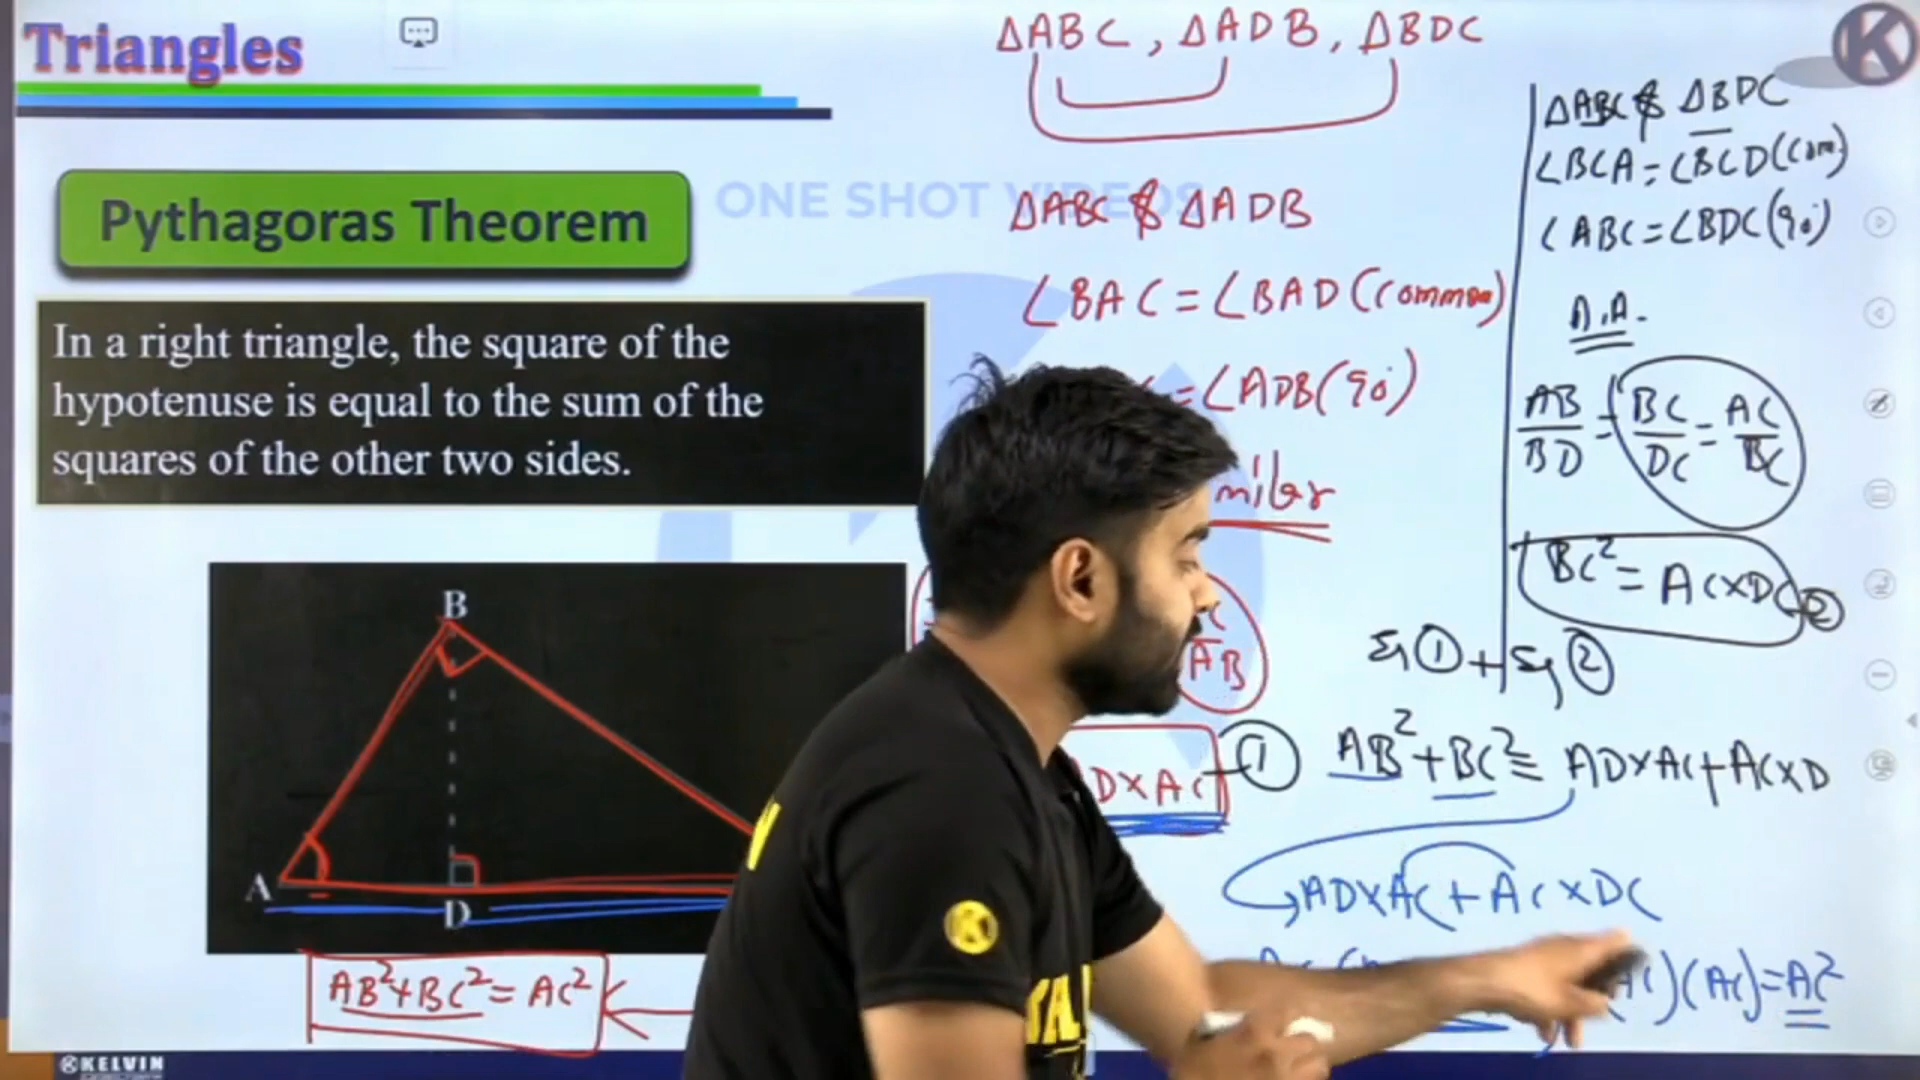 Triangles
Pythagoras Theorem
In a right triangle, the square of the
hypotenuse is equal to the sum of the
squares of the other two sides.
B
A
D
AB²+BC² = AC²
KELVIN
ONE SHOT VIDEOS
ΔABC, ΔADB, ΔBDC
ΔABC & ΔADB
∠BAC = ∠BAD (common)
= ∠ADB (90°)
AB
D×AC
①
ΔABC & ΔBDC
∠BCA = ∠BCD (com.)
∠ABC = ∠BDC (90°)
A.A.
AB/BD = BC/DC = AC/BC
BC² = AC×DC ②
Eq ① + Eq ②
AB² + BC² = AD×AC + AC×D
AD×AC + AC×DC
(AC) = AC²
K